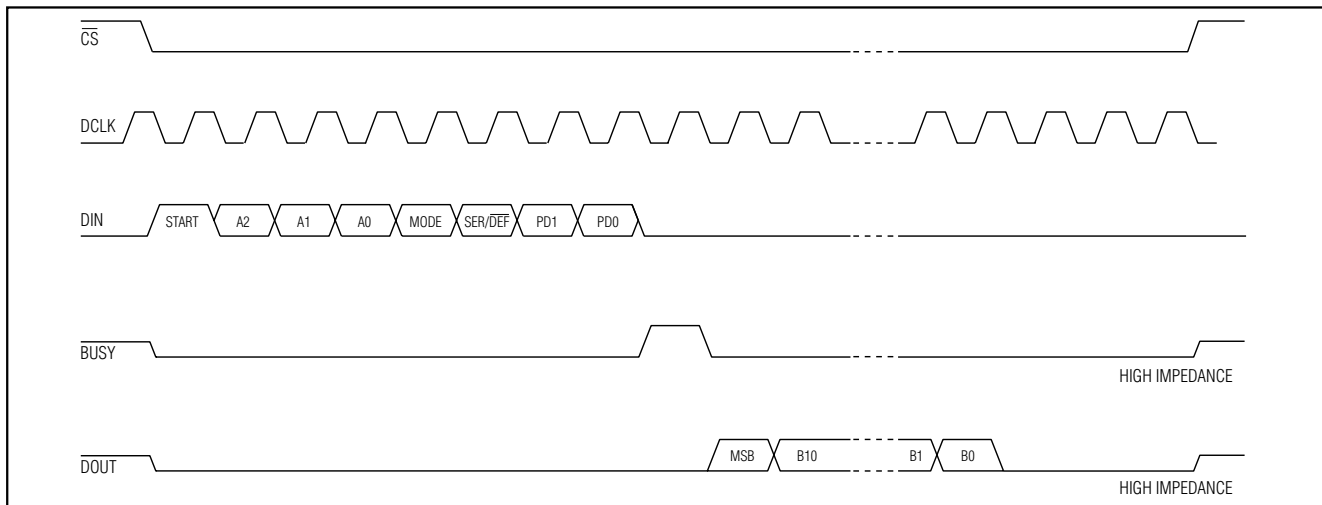 CS
DCLK
DIN START A2 A1 A0 MODE SER/DEF PD1 PD0
BUSY
HIGH IMPEDANCE
DOUT MSB B10 B1 B0
HIGH IMPEDANCE